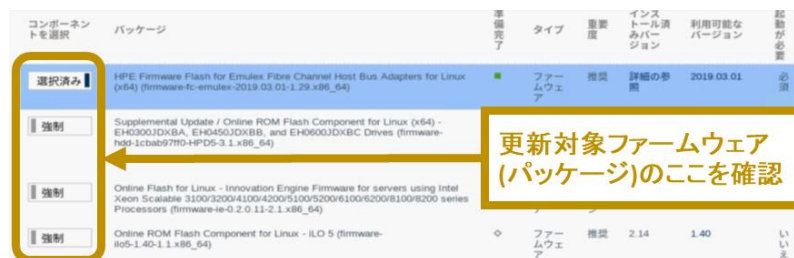 コンポーネン
トを選択
パッケージ
準
備
完
了
タイプ
重要
度
インス
トール済
みバー
ジョン
利用可能な
バージョン
起
動
が
必
要
選択済み
HPE Firmware Flash for Emulex Fibre Channel Host Bus Adapters for Linux
(x64) (firmware-fc-emulex-2019.03.01-1.29.x86_64)
ファー
ムウェ
ア
推奨
詳細の参
照
2019.03.01
必
須
強制
Supplemental Update / Online ROM Flash Component for Linux (x64) -
EH0300JDXBA, EH0450JDXBB, and EH0600JDXBC Drives (firmware-
hdd-1cbab97ff0-HPD5-3.1.x86_64)
更新対象ファームウェア
(パッケージ)のここを確認
強制
Online Flash for Linux - Innovation Engine Firmware for servers using Intel
Xeon Scalable 3100/3200/4100/4200/5100/5200/6100/6200/8100/8200 series
Processors (firmware-ie-0.2.0.11-2.1.x86_64)
強制
Online ROM Flash Component for Linux - iLO 5 (firmware-
ilo5-1.40-1.1.x86_64)
ファー
ムウェ
ア
推奨
2.14
1.40
い
い
え